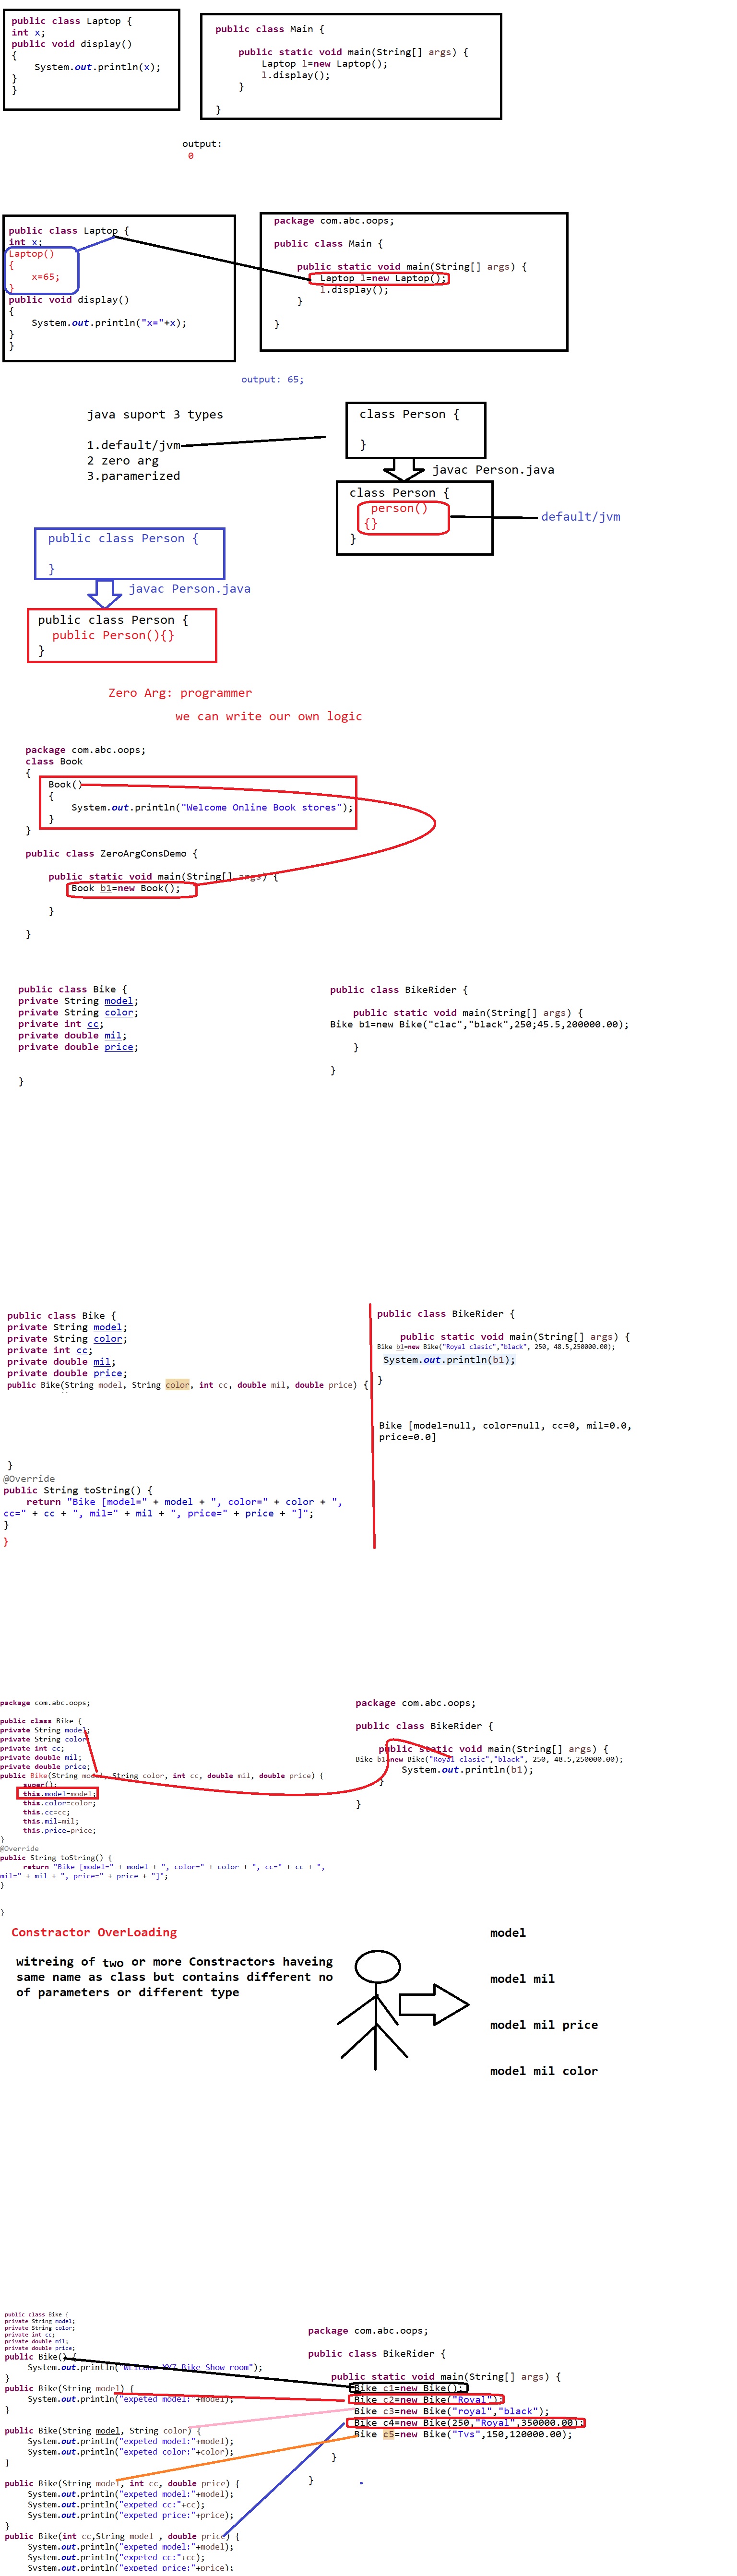 public class Laptop {
int x;
public void display()
{
System.out.println(x);
}
}
public class Main {
public static void main(String[] args) {
Laptop l=new Laptop();
l.display();
}
}
output:
0
public class Laptop {
int x;
Laptop()
{
x=65;
}
public void display()
{
System.out.println("x="+x);
}
}
package com.abc.oops;
public class Main {
public static void main(String[] args) {
Laptop l=new Laptop();
l.display();
}
}
output: 65;
java suport 3 types
1.default/jvm
2 zero arg
3.paramerized
class Person {
}
javac Person.java
class Person {
person()
{}
}
default/jvm
public class Person {
}
javac Person.java
public class Person {
public Person(){}
}
Zero Arg: programmer
we can write our own logic
package com.abc.oops;
class Book
{
Book()
{
System.out.println("Welcome Online Book stores");
}
}
public class ZeroArgConsDemo {
public static void main(String[] args) {
Book b1=new Book();
}
}
public class Bike {
private String model;
private String color;
private int cc;
private double mil;
private double price;
}
public class BikeRider {
public static void main(String[] args) {
Bike b1=new Bike("clac","black",250;45.5,200000.00);
}
}
public class Bike {
private String model;
private String color;
private int cc;
private double mil;
private double price;
public Bike(String model, String color, int cc, double mil, double price) {
}
@Override
public String toString() {
return "Bike [model=" + model + ", color=" + color + ",
cc=" + cc + ", mil=" + mil + ", price=" + price + "]";
}
}
public class BikeRider {
public static void main(String[] args) {
Bike b1=new Bike("Royal clasic","black", 250, 48.5,250000.00);
System.out.println(b1);
}
Bike [model=null, color=null, cc=0, mil=0.0,
price=0.0]
package com.abc.oops;
public class Bike {
private String model;
private String color;
private int cc;
private double mil;
private double price;
public Bike(String model, String color, int cc, double mil, double price) {
super();
this.model=model;
this.color=color;
this.cc=cc;
this.mil=mil;
this.price=price;
}
@Override
public String toString() {
return "Bike [model=" + model + ", color=" + color + ", cc=" + cc + ",
mil=" + mil + ", price=" + price + "]";
}
}
package com.abc.oops;
public class BikeRider {
public static void main(String[] args) {
Bike b1=new Bike("Royal clasic","black", 250, 48.5,250000.00);
System.out.println(b1);
}
}
Constractor OverLoading
witreing of two or more Constractors haveing
same name as class but contains different no
of parameters or different type
model
model mil
model mil price
model mil color
public class Bike {
private String model;
private String color;
private int cc;
private double mil;
private double price;
public Bike() {
System.out.println("Welcome XYZ Bike Show room");
}
public Bike(String model) {
System.out.println("expeted model: "+model);
}
public Bike(String model, String color) {
System.out.println("expeted model:"+model);
System.out.println("expeted color:"+color);
}
public Bike(String model, int cc, double price) {
System.out.println("expeted model:"+model);
System.out.println("expeted cc:"+cc);
System.out.println("expeted price:"+price);
}
public Bike(int cc,String model , double price) {
System.out.println("expeted model:"+model);
System.out.println("expeted cc:"+cc);
System.out.println("expeted price:"+price);
package com.abc.oops;
public class BikeRider {
public static void main(String[] args) {
Bike c1=new Bike();
Bike c2=new Bike("Royal");
Bike c3=new Bike("royal","black");
Bike c4=new Bike(250,"Royal",350000.00);
Bike c5=new Bike("Tvs",150,120000.00);
}
}